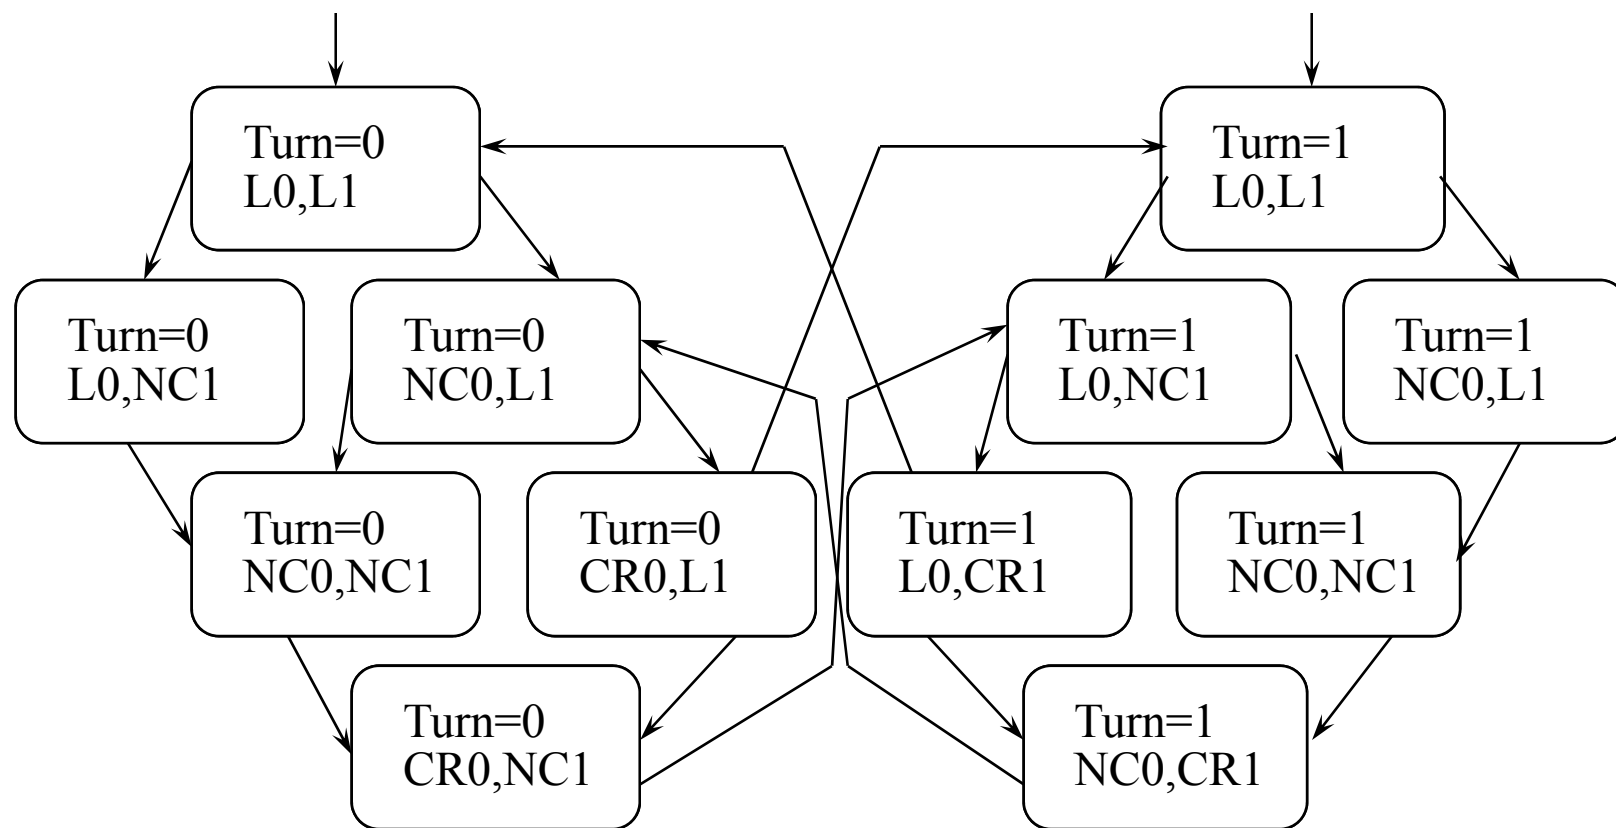 Turn=0
L0,L1
Turn=1
L0,L1
Turn=0
L0,NC1
Turn=0
NC0,L1
Turn=1
L0,NC1
Turn=1
NC0,L1
Turn=0
NC0,NC1
Turn=0
CR0,L1
Turn=1
L0,CR1
Turn=1
NC0,NC1
Turn=0
CR0,NC1
Turn=1
NC0,CR1